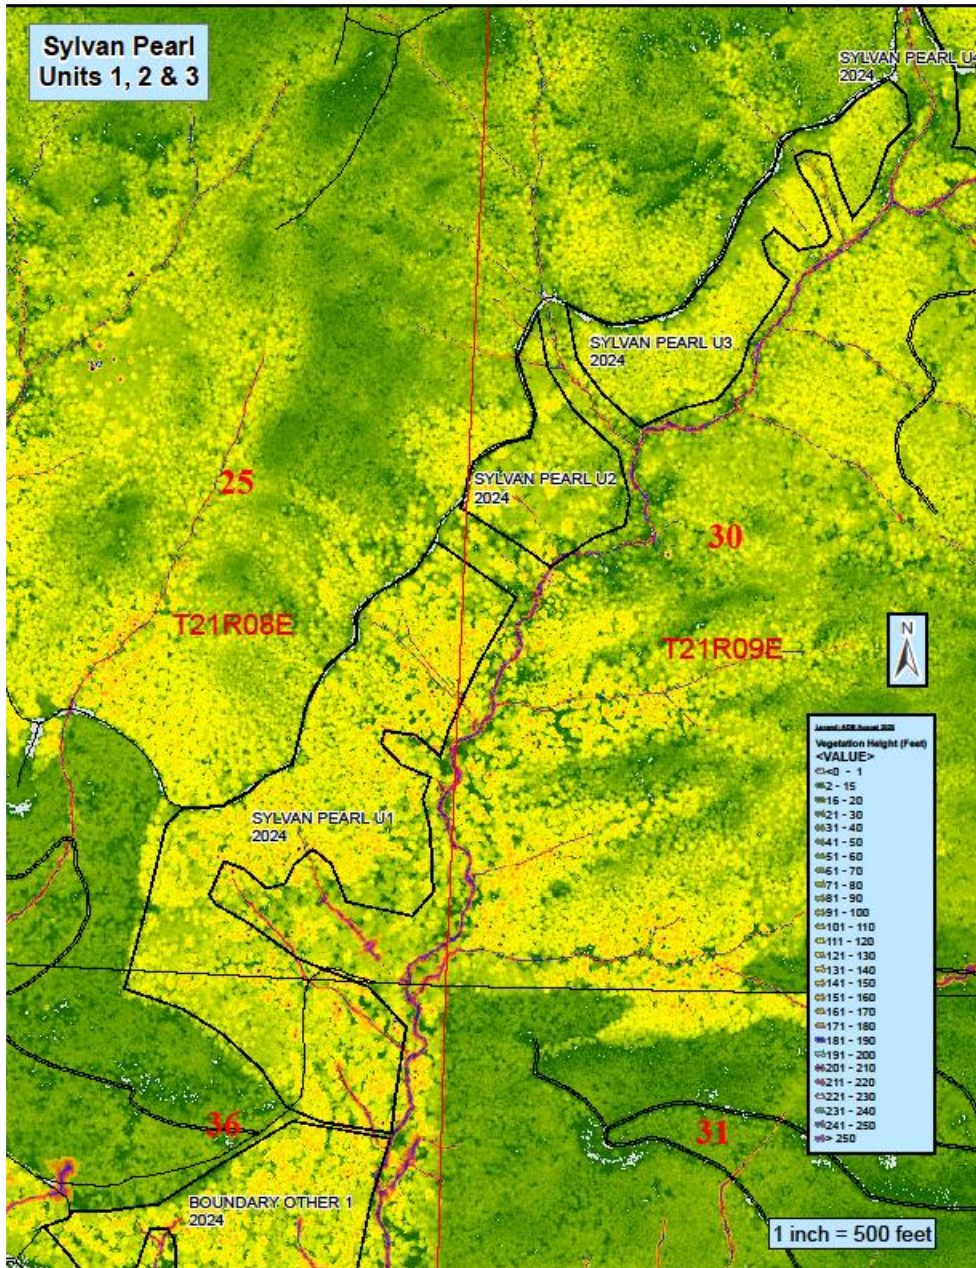 Sylvan Pearl
Units 1, 2 & 3
SYLVAN PEARL U4
2024
SYLVAN PEARL U3
2024
25
SYLVAN PEARL U2
2024
30
T21R08E
T21R09E
N
SYLVAN PEARL U1
2024
Vegetation Height (Feet)
<VALUE>
<0 - 1
2 - 15
16 - 20
21 - 30
31 - 40
41 - 50
51 - 60
61 - 70
71 - 80
81 - 90
91 - 100
101 - 110
111 - 120
121 - 130
131 - 140
141 - 150
151 - 160
161 - 170
171 - 180
181 - 190
191 - 200
201 - 210
211 - 220
221 - 230
231 - 240
241 - 250
> 250
36
31
BOUNDARY OTHER 1
2024
1 inch = 500 feet